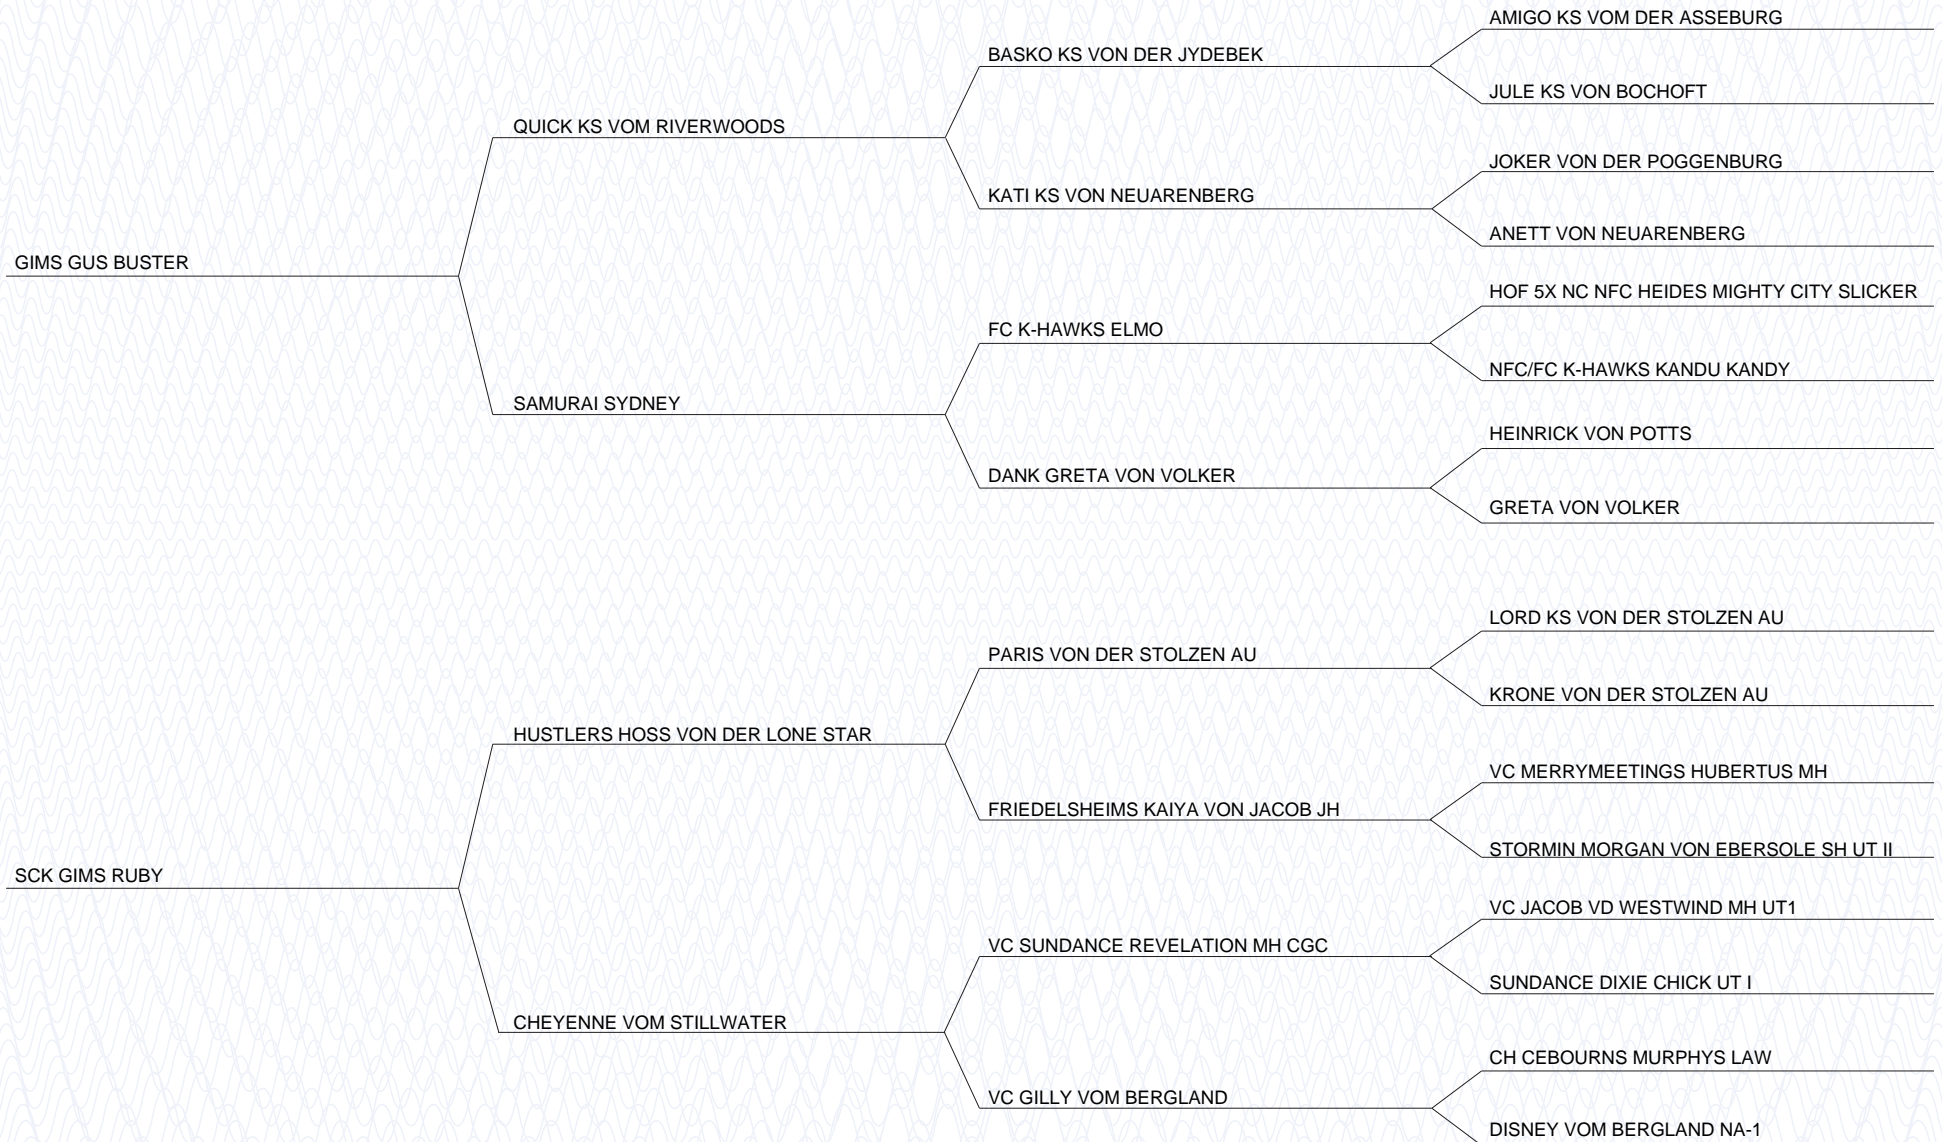 AMIGO KS VOM DER ASSEBURG
BASKO KS VON DER JYDEBEK
JULE KS VON BOCHOFT
QUICK KS VOM RIVERWOODS
JOKER VON DER POGGENBURG
KATI KS VON NEUARENBERG
ANETT VON NEUARENBERG
GIMS GUS BUSTER
HOF 5X NC NFC HEIDES MIGHTY CITY SLICKER
FC K-HAWKS ELMO
NFC/FC K-HAWKS KANDU KANDY
SAMURAI SYDNEY
HEINRICK VON POTTS
DANK GRETA VON VOLKER
GRETA VON VOLKER
LORD KS VON DER STOLZEN AU
PARIS VON DER STOLZEN AU
KRONE VON DER STOLZEN AU
HUSTLERS HOSS VON DER LONE STAR
VC MERRYMEETINGS HUBERTUS MH
FRIEDELSHEIMS KAIYA VON JACOB JH
STORMIN MORGAN VON EBERSOLE SH UT II
SCK GIMS RUBY
VC JACOB VD WESTWIND MH UT1
VC SUNDANCE REVELATION MH CGC
SUNDANCE DIXIE CHICK UT I
CHEYENNE VOM STILLWATER
CH CEBOURNS MURPHYS LAW
VC GILLY VOM BERGLAND
DISNEY VOM BERGLAND NA-1